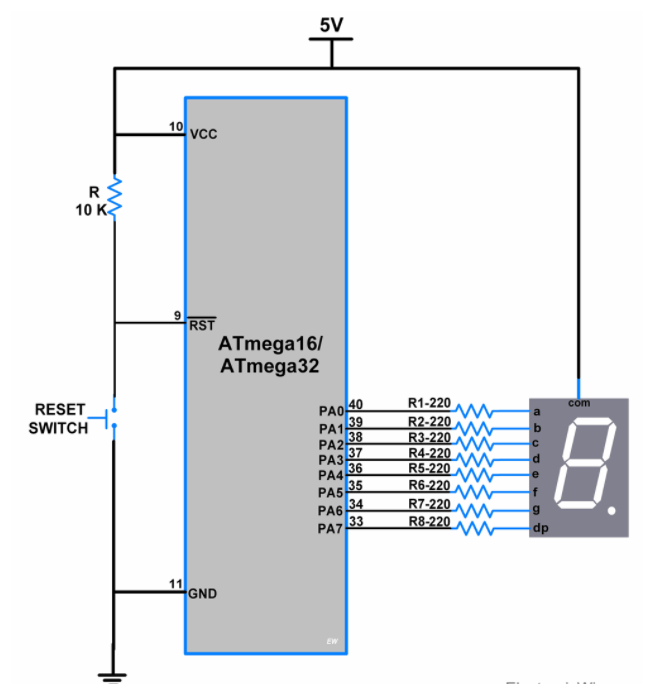 5V
10
VCC
R
10 K
9
RST
ATmega16/
ATmega32
RESET
SWITCH
com
PA0 40 R1-220 a
PA1 39 R2-220 b
PA2 38 R3-220 c
PA3 37 R4-220 d
PA4 36 R5-220 e
PA5 35 R6-220 f
PA6 34 R7-220 g
PA7 33 R8-220 dp
11
GND
EW